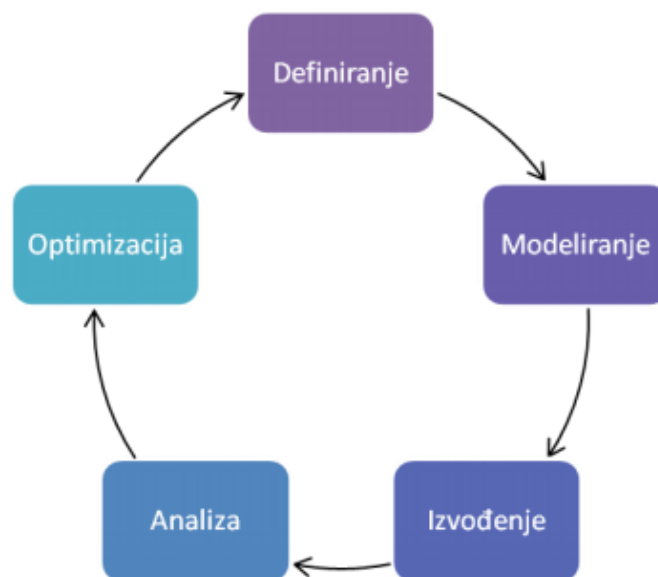 Definiranje
Modeliranje
Izvođenje
Analiza
Optimizacija